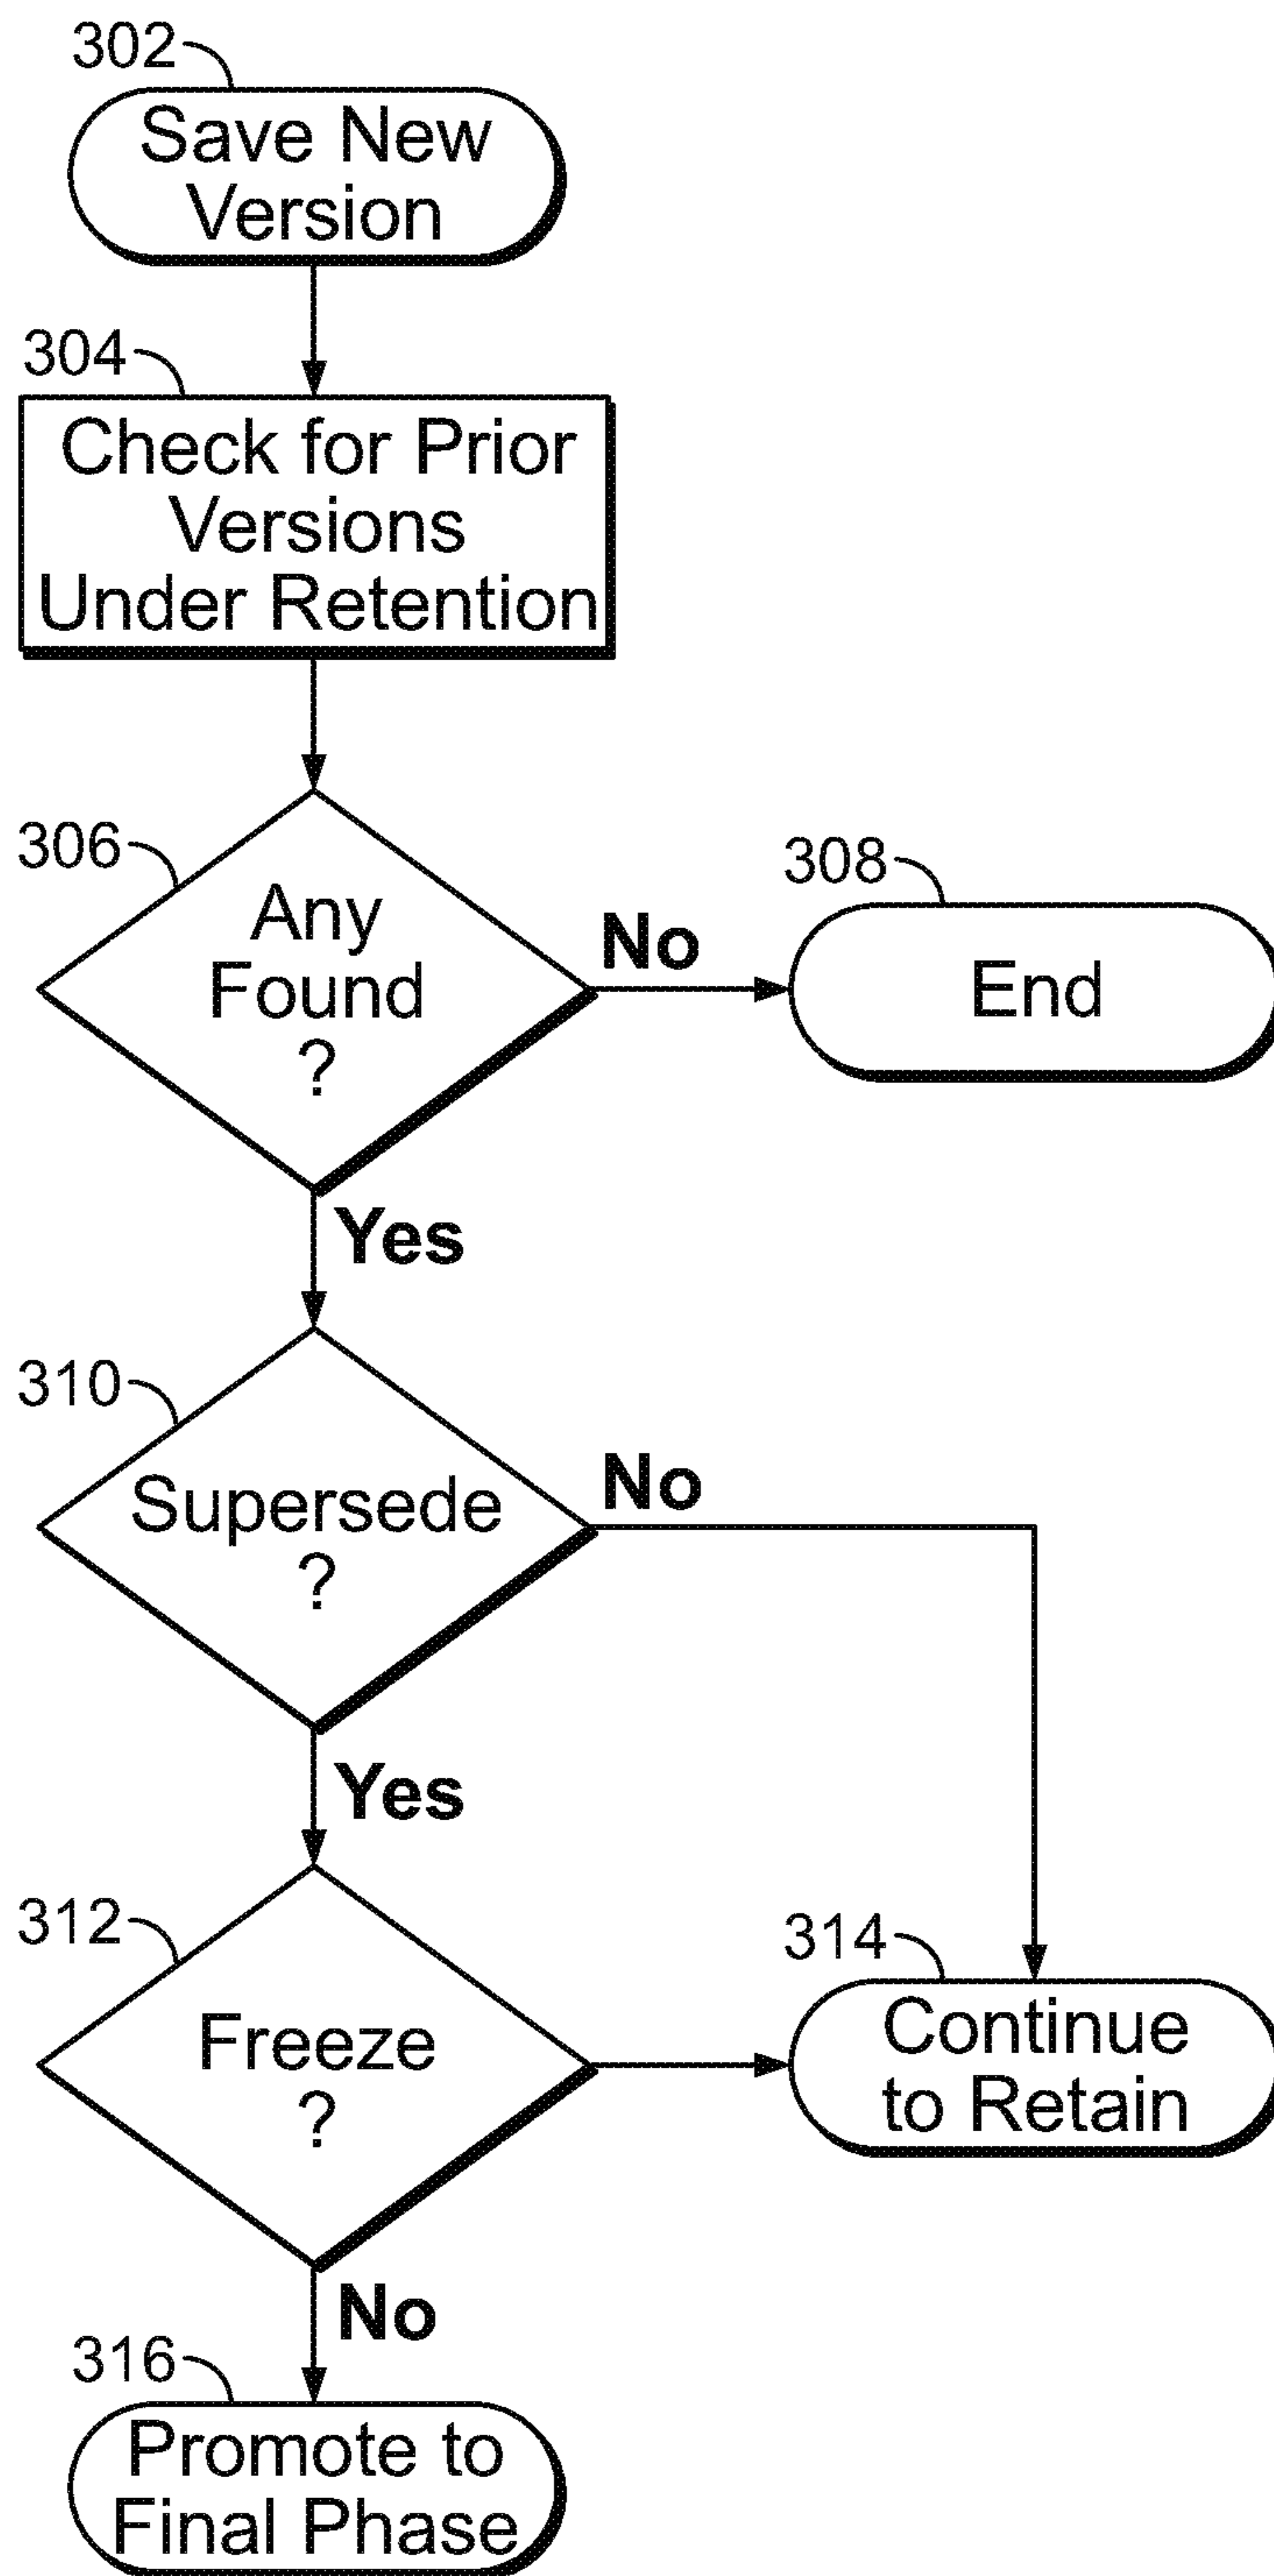 302
Save New
Version
304
Check for Prior
Versions
Under Retention
306
Any
Found
?
No
308
End
Yes
310
Supersede
?
No
Yes
312
Freeze
?
314
Continue
to Retain
No
316
Promote to
Final Phase